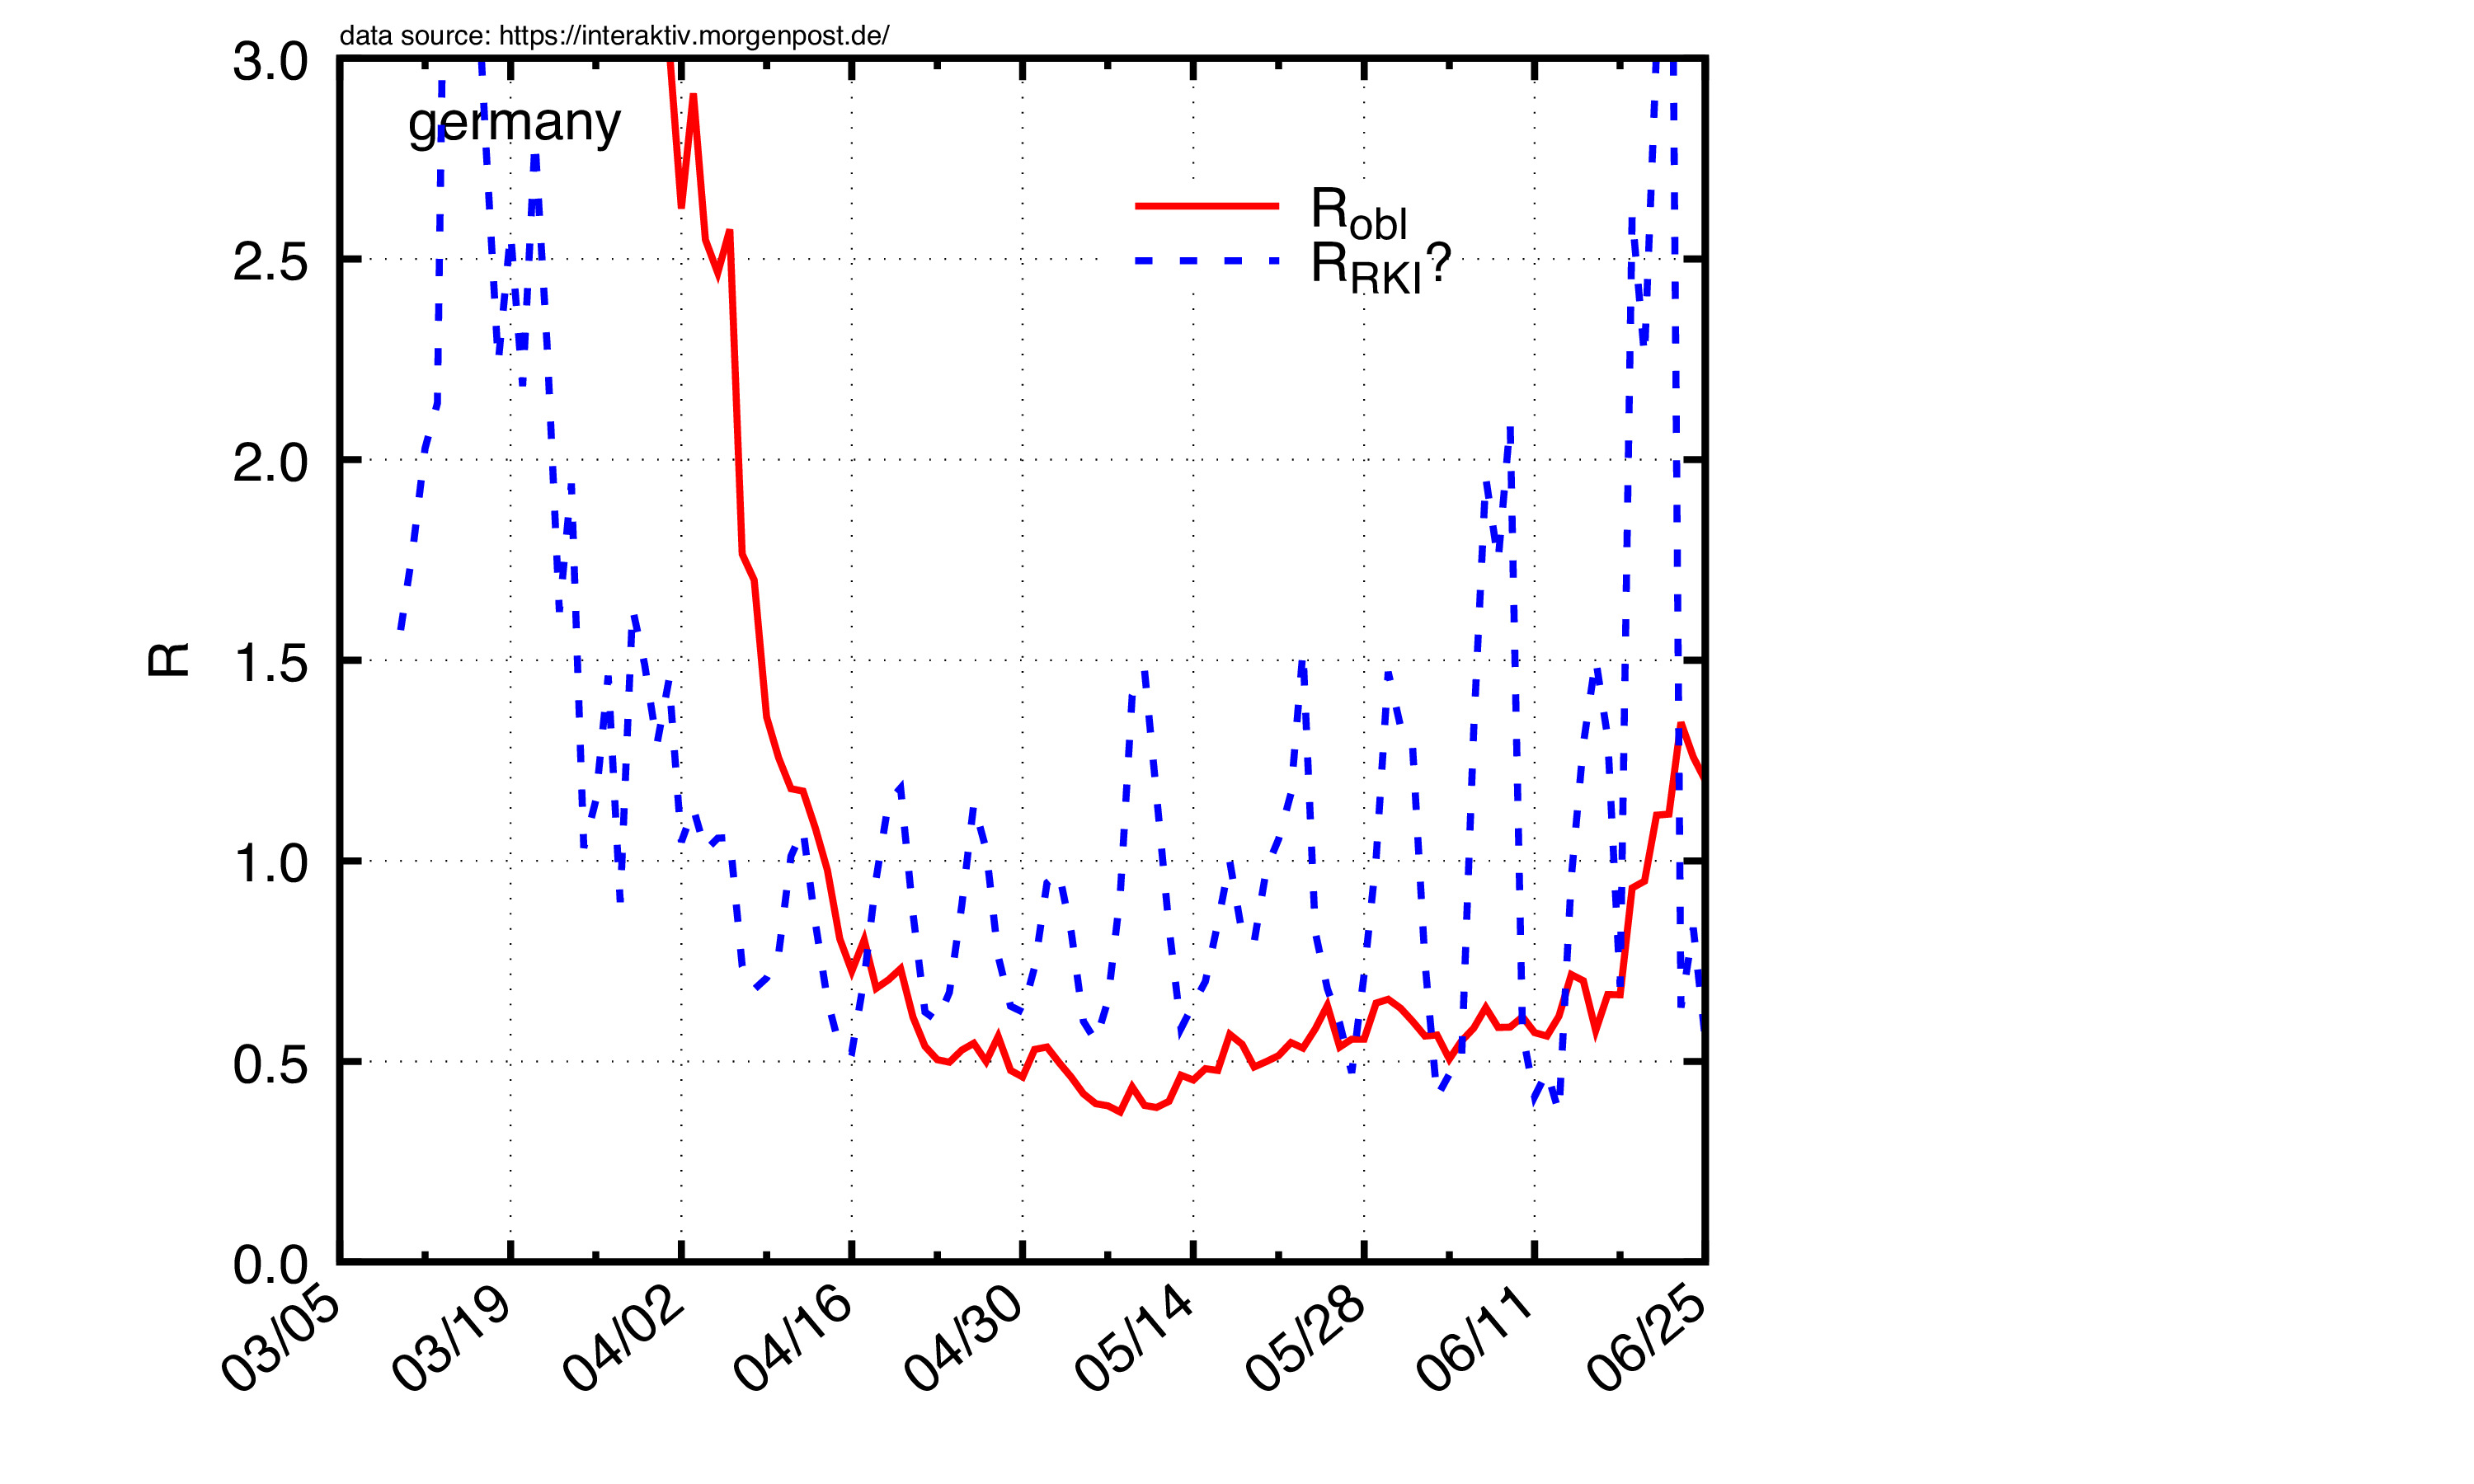 data source: https://interaktiv.morgenpost.de/
3.0
germany
R_obl
2.5
R_RKI?
2.0
R
1.5
1.0
0.5
0.0
03/05 03/19 04/02 04/16 04/30 05/14 05/28 06/11 06/25